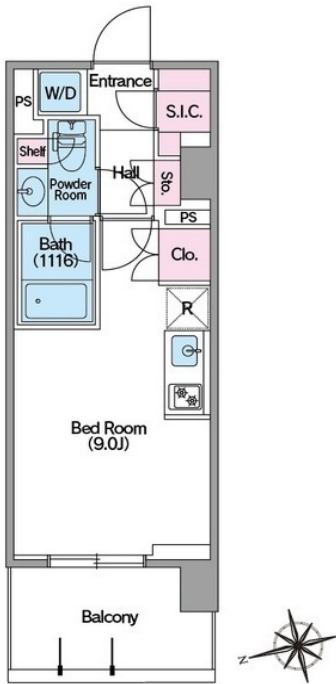 Entrance
PS
W/D
S.I.C.
Shelf
Powder
Room
Hall
Sto.
PS
Bath
(1116)
Clo.
R
Bed Room
(9.0J)
Balcony
N